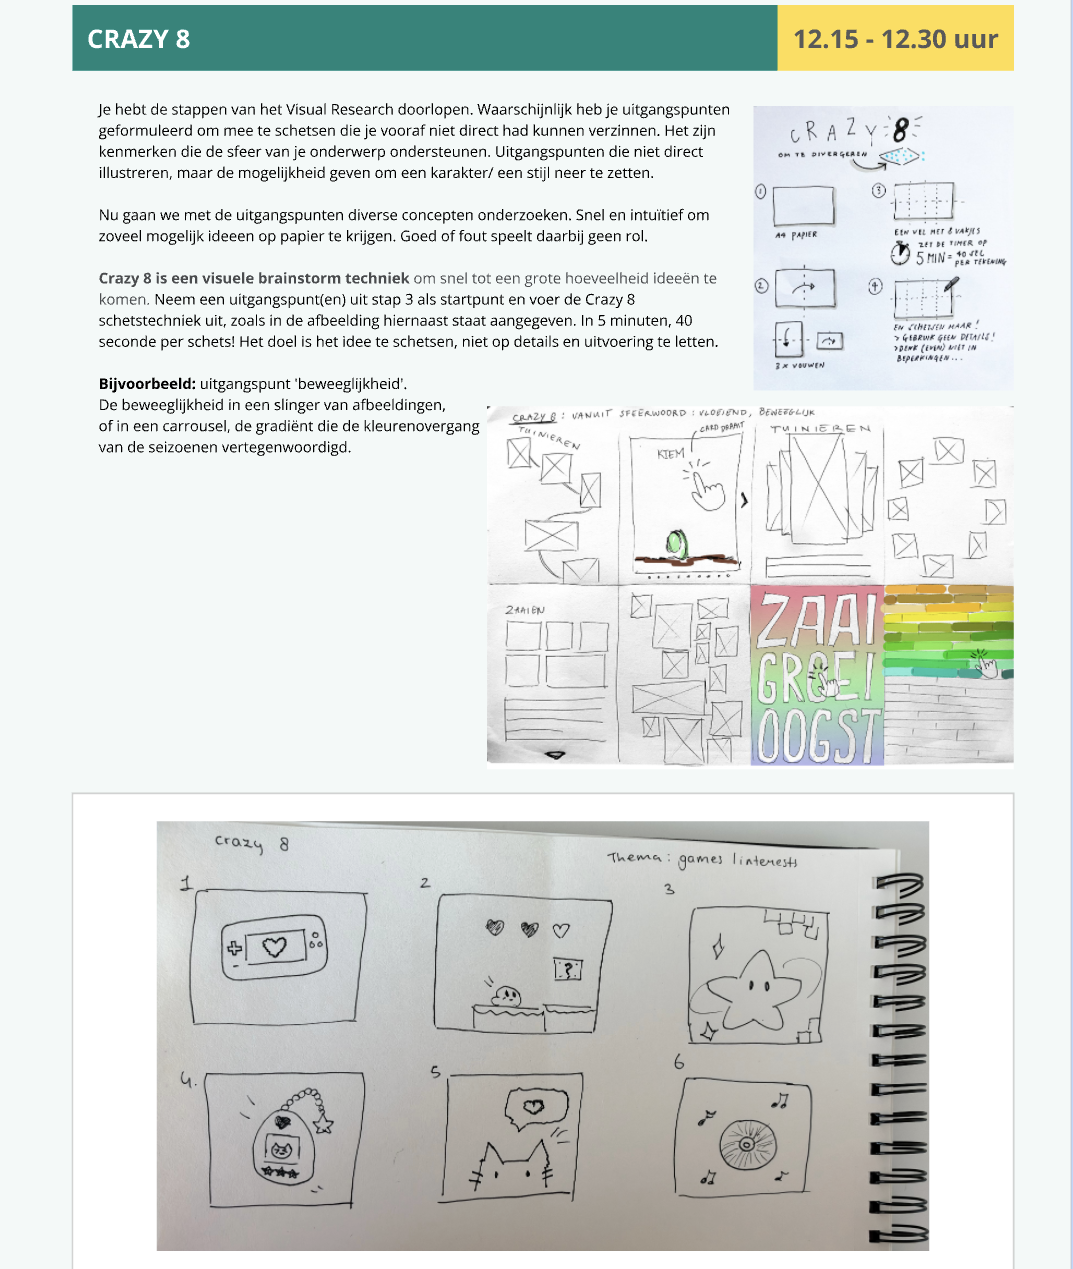 CRAZY 8
12.15 - 12.30 uur
Je hebt de stappen van het Visual Research doorlopen. Waarschijnlijk heb je uitgangspunten
geformuleerd om mee te schetsen die je vooraf niet direct had kunnen verzinnen. Het zijn
kenmerken die de sfeer van je onderwerp ondersteunen. Uitgangspunten die niet direct
illustreren, maar de mogelijkheid geven om een karakter/ een stijl neer te zetten.
Nu gaan we met de uitgangspunten diverse concepten onderzoeken. Snel en intuïtief om
zoveel mogelijk ideeen op papier te krijgen. Goed of fout speelt daarbij geen rol.
Crazy 8 is een visuele brainstorm techniek om snel tot een grote hoeveelheid ideeën te
komen. Neem een uitgangspunt(en) uit stap 3 als startpunt en voer de Crazy 8
schetstechniek uit, zoals in de afbeelding hiernaast staat aangegeven. In 5 minuten, 40
seconde per schets! Het doel is het idee te schetsen, niet op details en uitvoering te letten.
Bijvoorbeeld: uitgangspunt 'beweeglijkheid'.
De beweeglijkheid in een slinger van afbeeldingen,
of in een carrousel, de gradiënt die de kleurenovergang
van de seizoenen vertegenwoordigd.
CRAZY 8
OM TE DIVERGEREN
1
A4 PAPIER
2
3 x VOUWEN
3
EEN VEL MET 8 VAKJES
ZET DE TIMER OP
5 MIN = 40 SEC
PER TEKENING
4
EN SCHETSEN MAAR!
> GEBRUIK GEEN DETAILS!
> DENK (EVEN) NIET IN
BEPERKINGEN...
CRAZY 8 : VANUIT SFEERWOORD : VLOEIEND, BEWEEGLIJK
TUINIEREN
CARD DRAAIT
KIEM
TUINIEREN
ZAAIEN
ZAAI
GROEI
OOGST
crazy 8
Thema: games | interests
1
2
?
3
4.
5
6